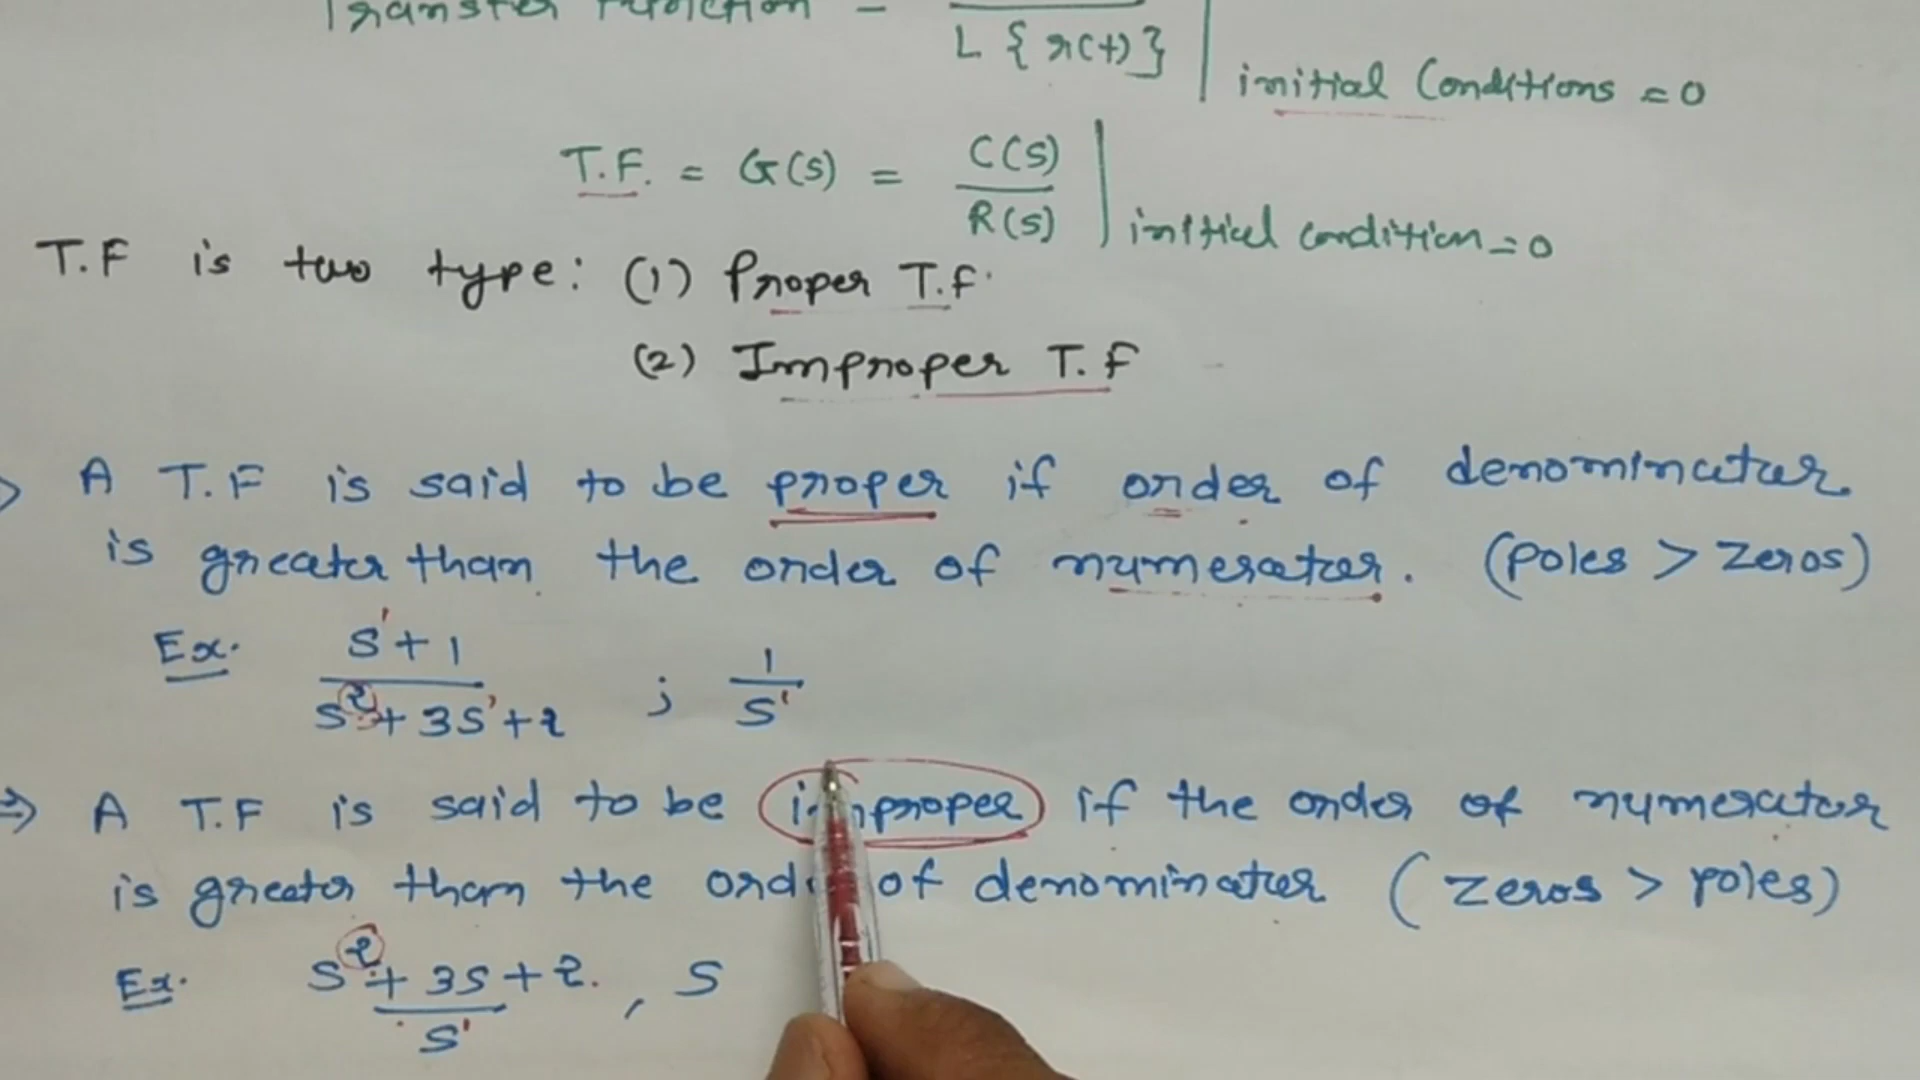 Transfer Function =
L { r(t) } | initial Conditions = 0
T.F. = G(s) = C(s) / R(s) | initial condition = 0
T.F is two type: (1) Proper T.F.
(2) Improper T.F
A T.F is said to be proper if order of denominator
is greater than the order of numerator. (poles > zeros)
Ex. s¹ + 1 / s² + 3s¹ + 2 ; 1 / s¹
⇒ A T.F is said to be improper if the order of numerator
is greater than the order of denominator ( zeros > poles)
Ex. s² + 3s + 2. / s¹ , s